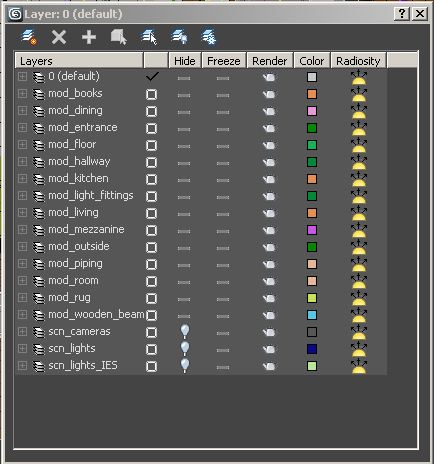 Layer: 0 (default)
Layers Hide Freeze Render Color Radiosity
0 (default)
mod_books
mod_dining
mod_entrance
mod_floor
mod_hallway
mod_kitchen
mod_light_fittings
mod_living
mod_mezzanine
mod_outside
mod_piping
mod_room
mod_rug
mod_wooden_beam
scn_cameras
scn_lights
scn_lights_IES